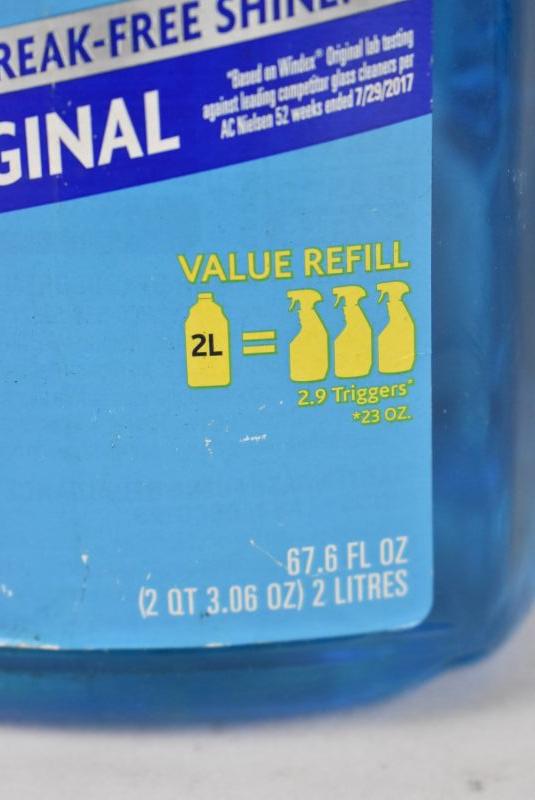 REAK-FREE SHINE
GINAL
*Based on Windex® Original lab testing
against leading competitor glass cleaners per
AC Nielsen 52 weeks ended 7/29/2017
VALUE REFILL
2L =
2.9 Triggers*
*23 OZ.
67.6 FL OZ
(2 QT 3.06 OZ) 2 LITRES